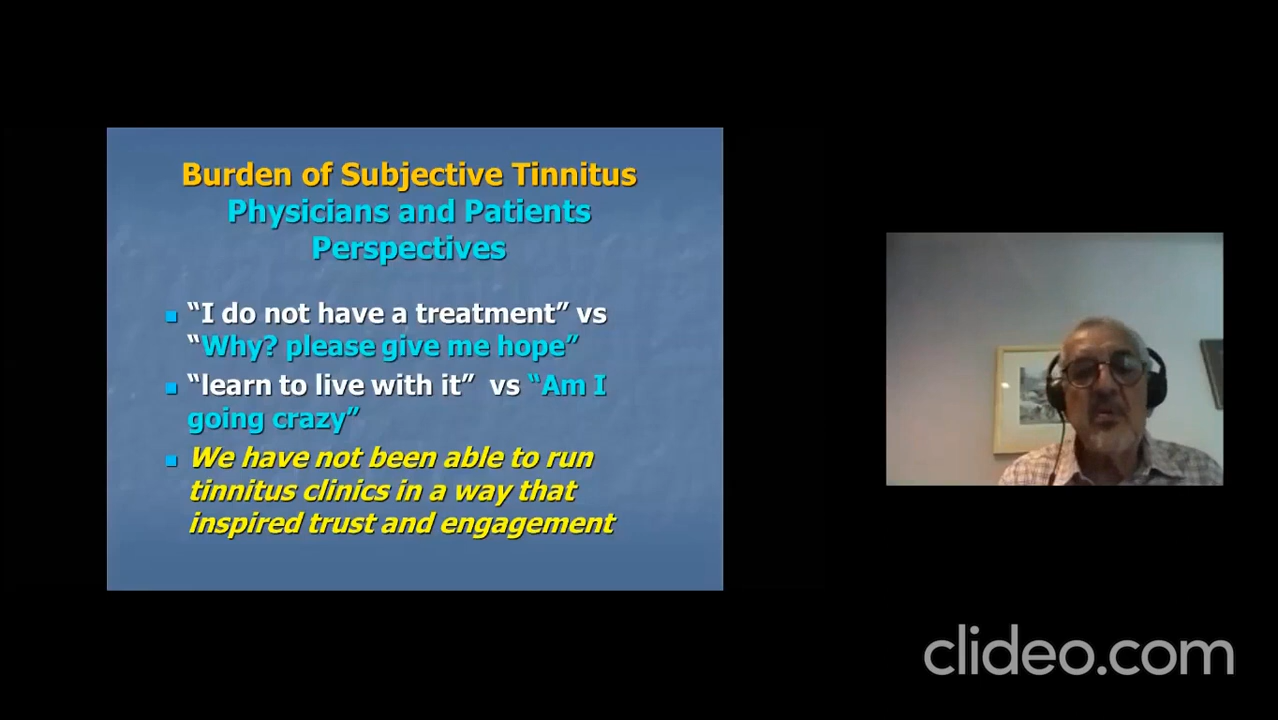 Burden of Subjective Tinnitus
Physicians and Patients
Perspectives
“I do not have a treatment” vs
“Why? please give me hope”
“learn to live with it” vs “Am I
going crazy”
We have not been able to run
tinnitus clinics in a way that
inspired trust and engagement
clideo.com